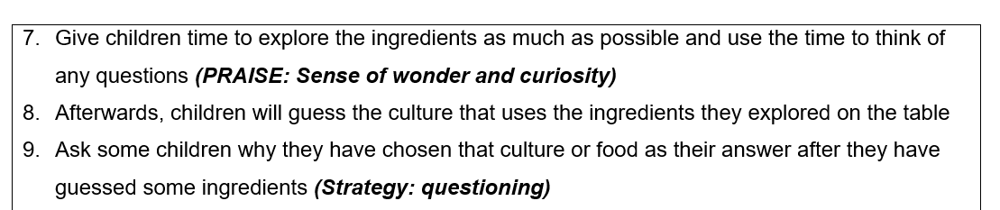 7. Give children time to explore the ingredients as much as possible and use the time to think of
any questions (PRAISE: Sense of wonder and curiosity)
8. Afterwards, children will guess the culture that uses the ingredients they explored on the table
9. Ask some children why they have chosen that culture or food as their answer after they have
guessed some ingredients (Strategy: questioning)